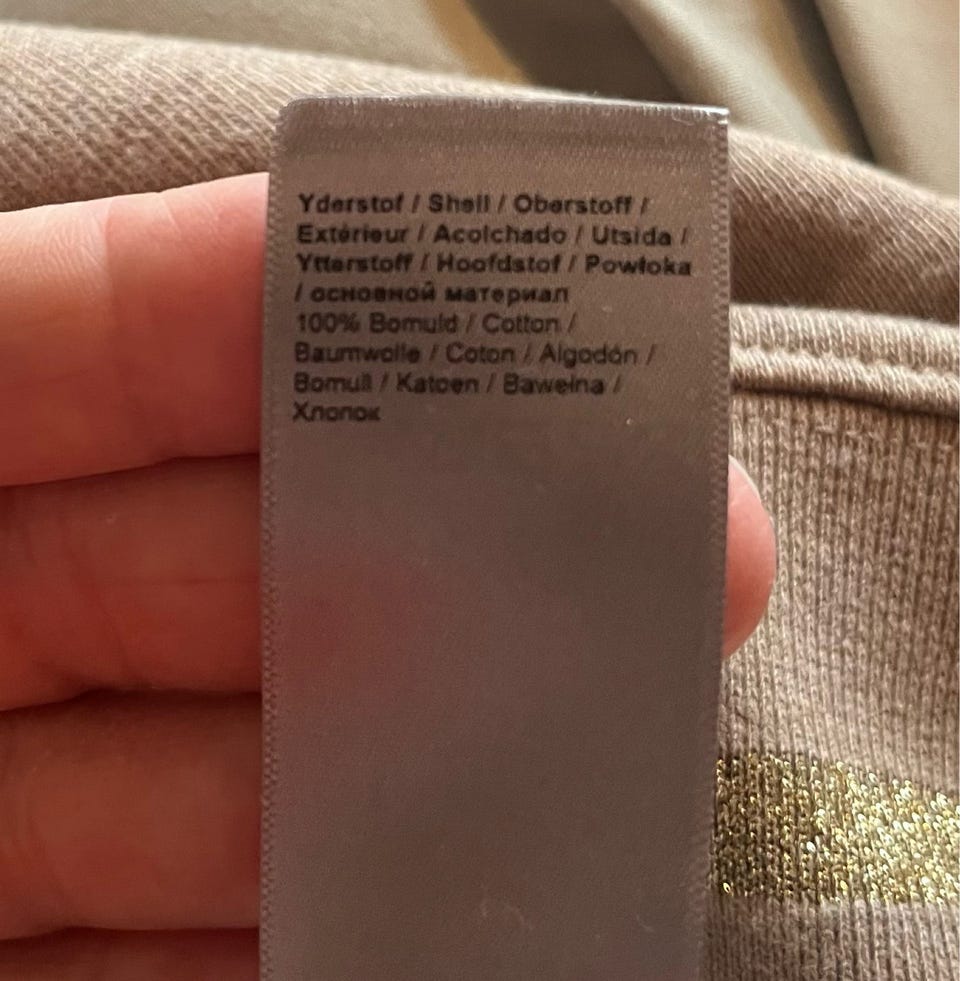 Yderstof / Shell / Oberstoff /
Extérieur / Acolchado / Utsida /
Ytterstoff / Hoofdstof / Powłoka
/ основной материал
100% Bomuld / Cotton /
Baumwolle / Coton / Algodón /
Bomull / Katoen / Bawełna /
Хлопок